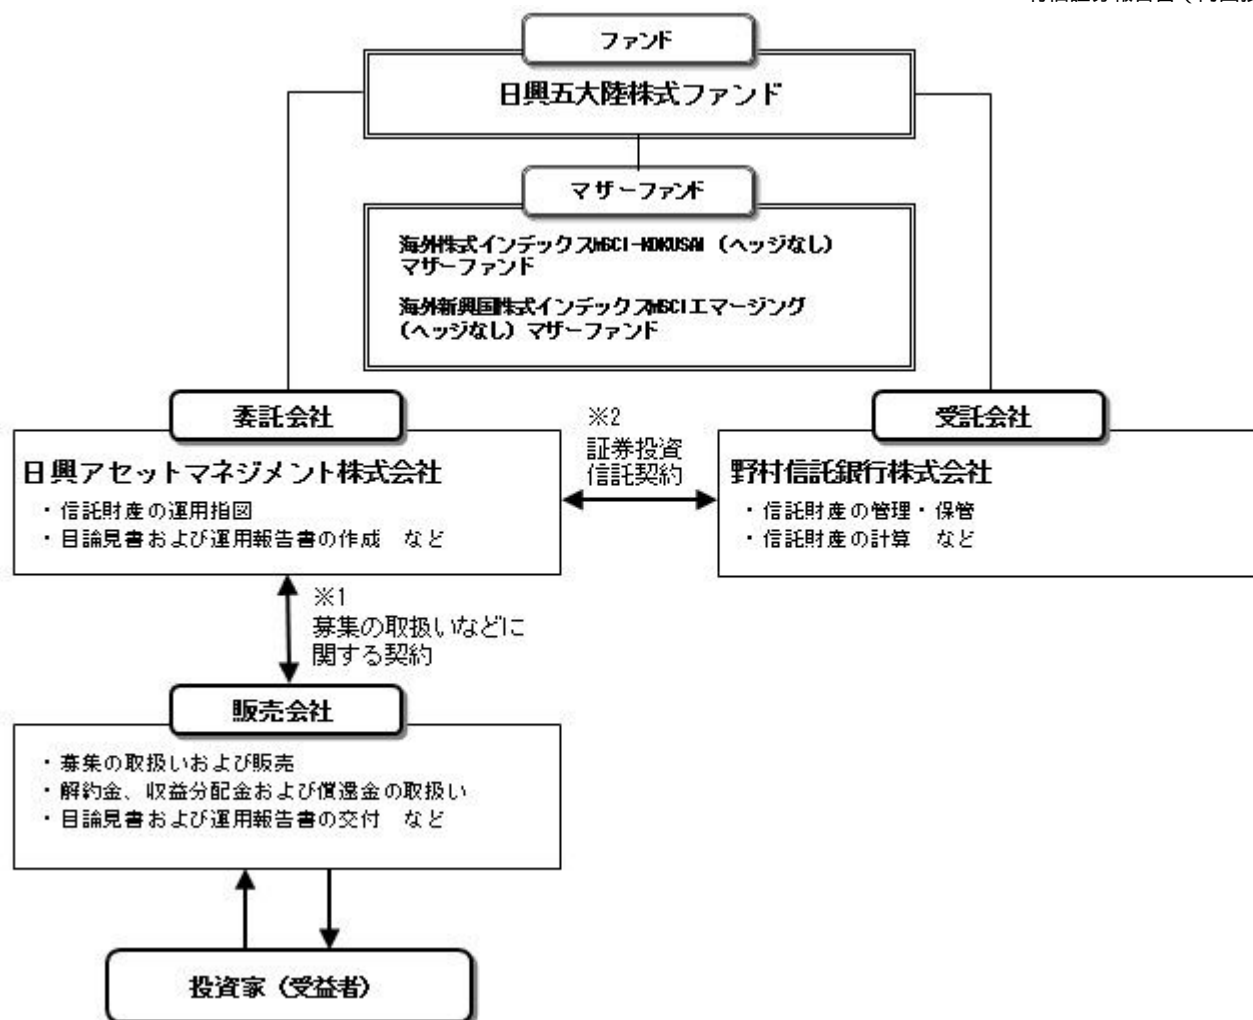 ファンド
日興五大陸株式ファンド
マザーファンド
海外株式インデックスMSCI-KOKUSAI（ヘッジなし）
マザーファンド
海外新興国株式インデックスMSCIエマージング
（ヘッジなし）マザーファンド
委託会社
日興アセットマネジメント株式会社
・信託財産の運用指図
・目論見書および運用報告書の作成　など
※2
証券投資
信託契約
受託会社
野村信託銀行株式会社
・信託財産の管理・保管
・信託財産の計算　など
※1
募集の取扱いなどに
関する契約
販売会社
・募集の取扱いおよび販売
・解約金、収益分配金および償還金の取扱い
・目論見書および運用報告書の交付　など
投資家（受益者）